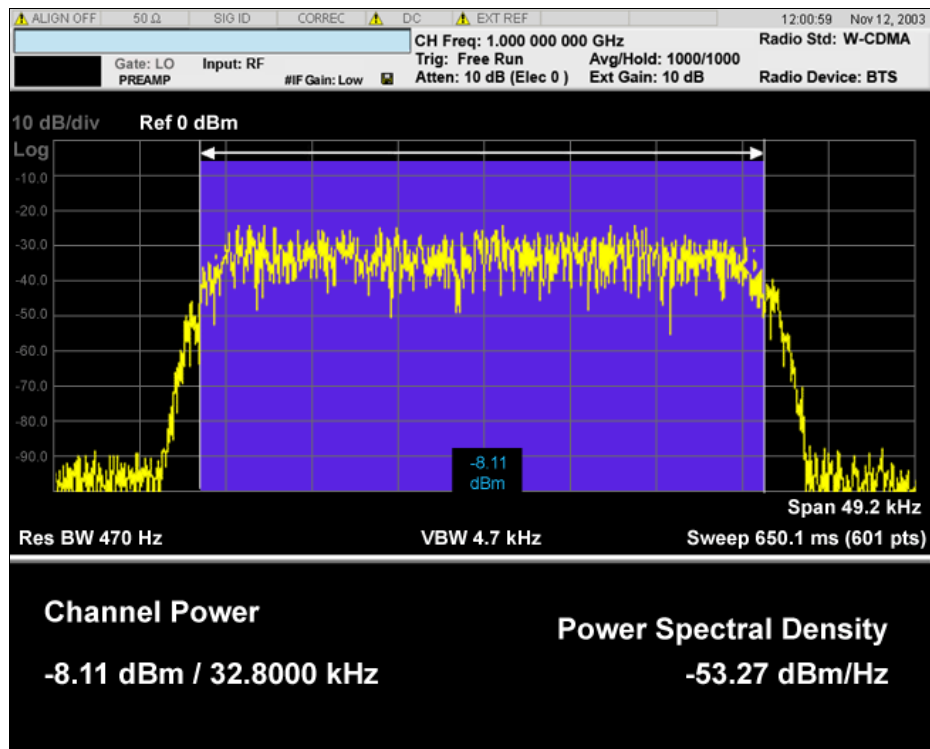 ALIGN OFF 50 Ω SIG ID CORREC DC EXT REF 12:00:59 Nov 12, 2003
CH Freq: 1.000 000 000 GHz Radio Std: W-CDMA
Gate: LO Input: RF Trig: Free Run Avg/Hold: 1000/1000
PREAMP #IF Gain: Low Atten: 10 dB (Elec 0 ) Ext Gain: 10 dB Radio Device: BTS
10 dB/div Ref 0 dBm
Log
-10.0
-20.0
-30.0
-40.0
-50.0
-60.0
-70.0
-80.0
-90.0
-8.11
dBm
Span 49.2 kHz
Res BW 470 Hz VBW 4.7 kHz Sweep 650.1 ms (601 pts)
Channel Power
Power Spectral Density
-8.11 dBm / 32.8000 kHz -53.27 dBm/Hz